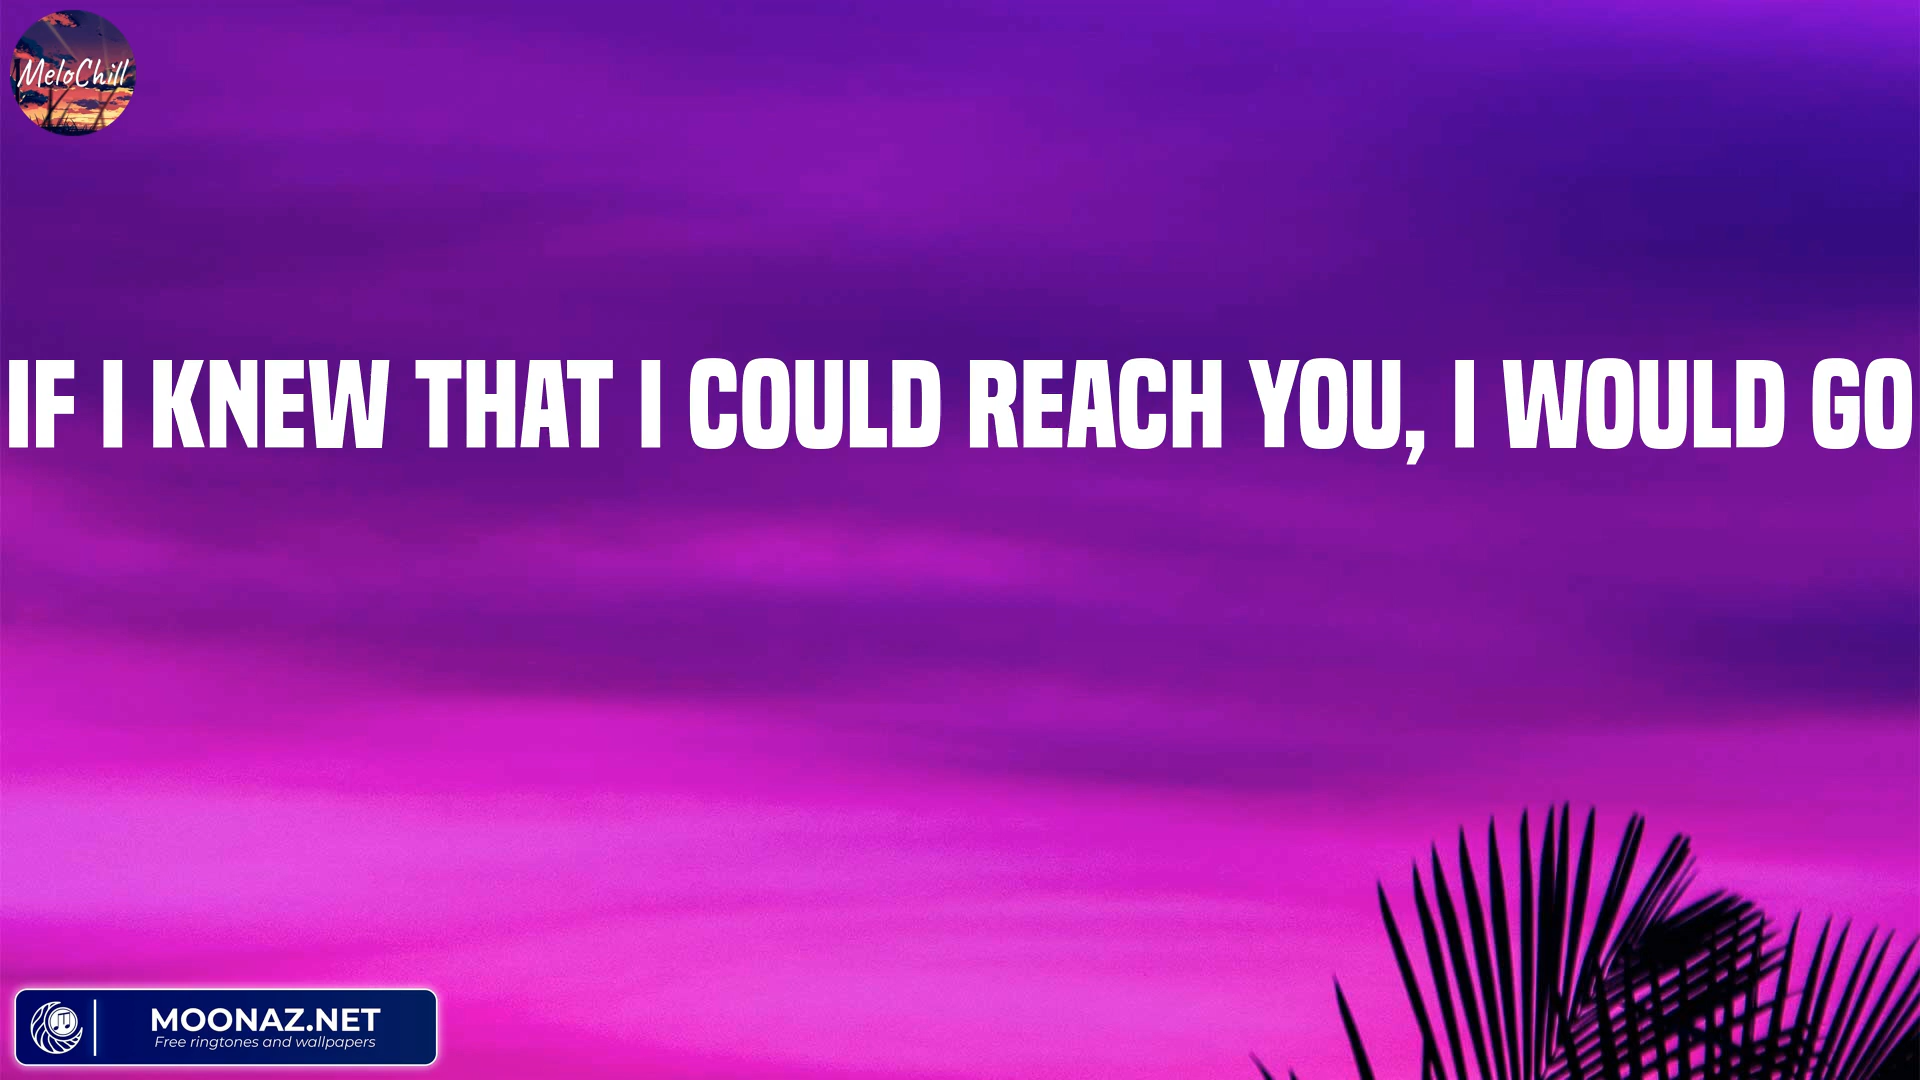 MeloChill
IF I KNEW THAT I COULD REACH YOU, I WOULD GO
MOONAZ.NET
Free ringtones and wallpapers